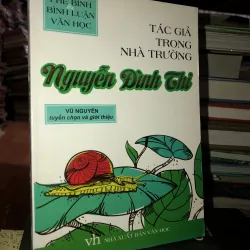 PHÊ BÌNH
BÌNH LUẬN
VĂN HỌC
TÁC GIẢ
TRONG
NHÀ TRƯỜNG
Nguyễn Đình Thi
VŨ NGUYỄN
tuyển chọn và giới thiệu
vh NHÀ XUẤT BẢN VĂN HỌC